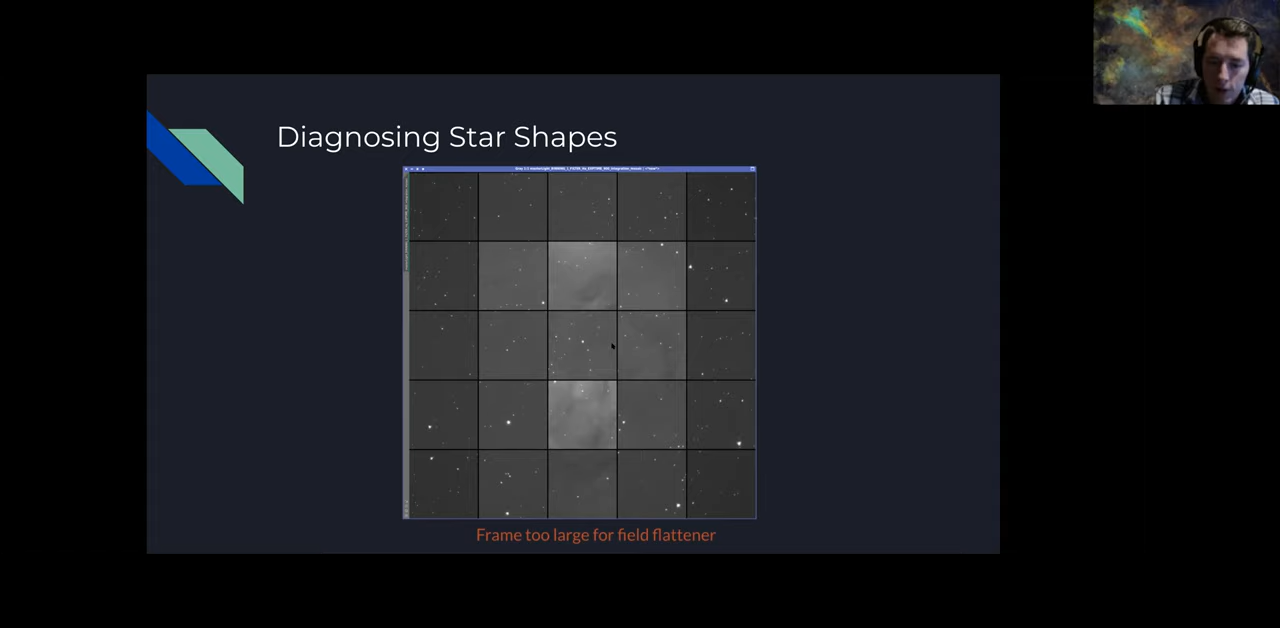 Diagnosing Star Shapes
Frame too large for field flattener